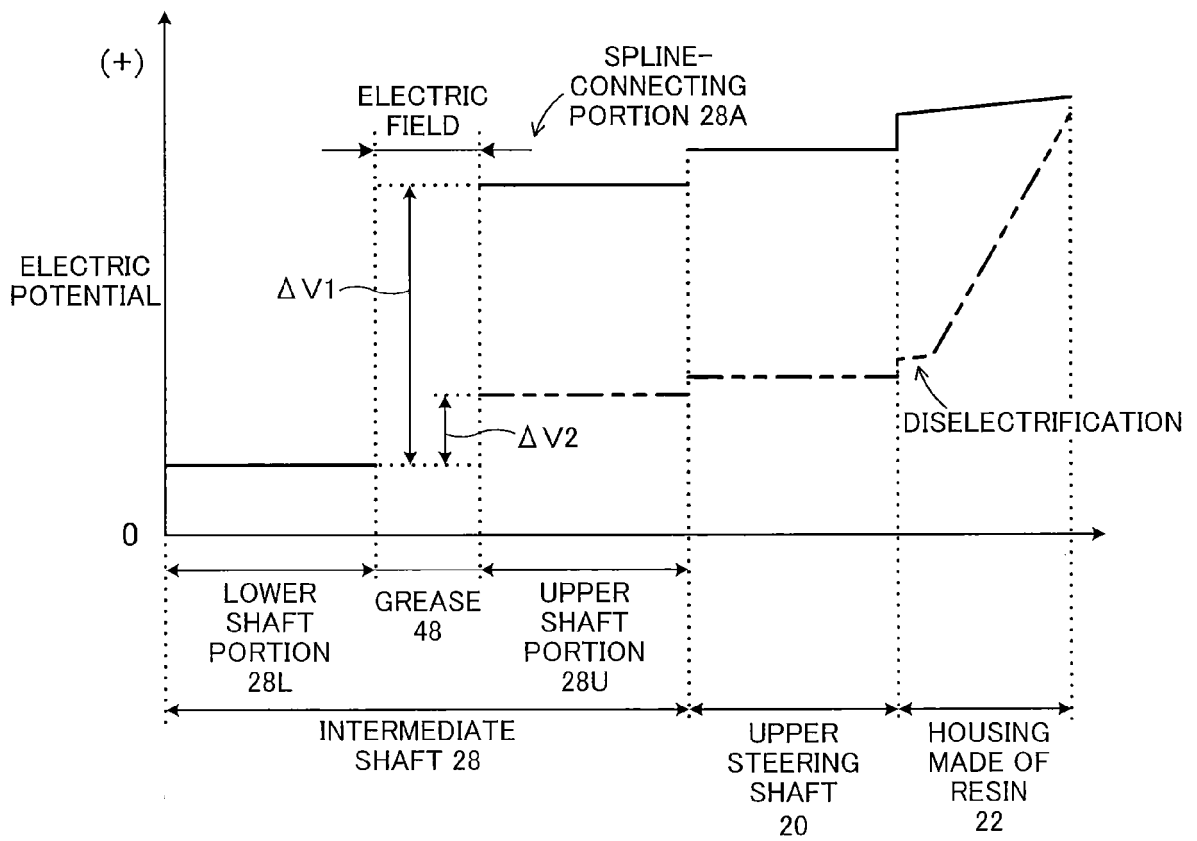 (+)
ELECTRIC
FIELD
SPLINE-
CONNECTING
PORTION 28A
ELECTRIC
POTENTIAL
ΔV1
ΔV2
DISELECTRIFICATION
0
LOWER
SHAFT
PORTION
28L
GREASE
48
UPPER
SHAFT
PORTION
28U
INTERMEDIATE
SHAFT 28
UPPER
STEERING
SHAFT
20
HOUSING
MADE OF
RESIN
22